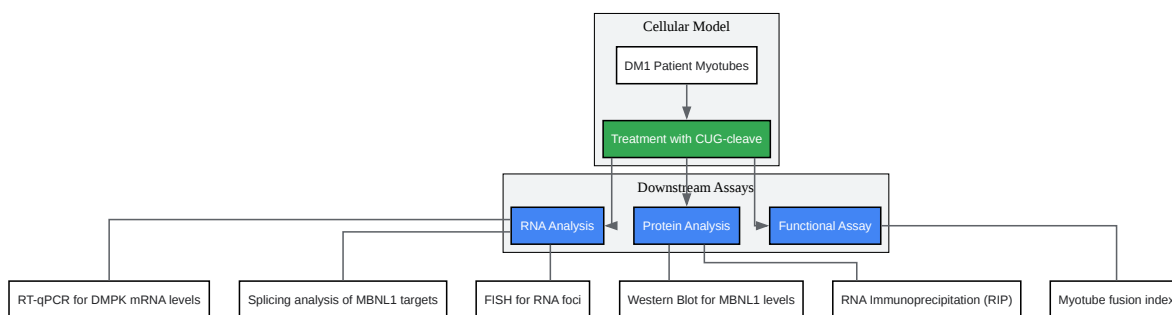 Cellular Model
DM1 Patient Myotubes
Treatment with CUG-cleave
Downstream Assays
RNA Analysis
Protein Analysis
Functional Assay
RT-qPCR for DMPK mRNA levels
Splicing analysis of MBNL1 targets
FISH for RNA foci
Western Blot for MBNL1 levels
RNA Immunoprecipitation (RIP)
Myotube fusion index